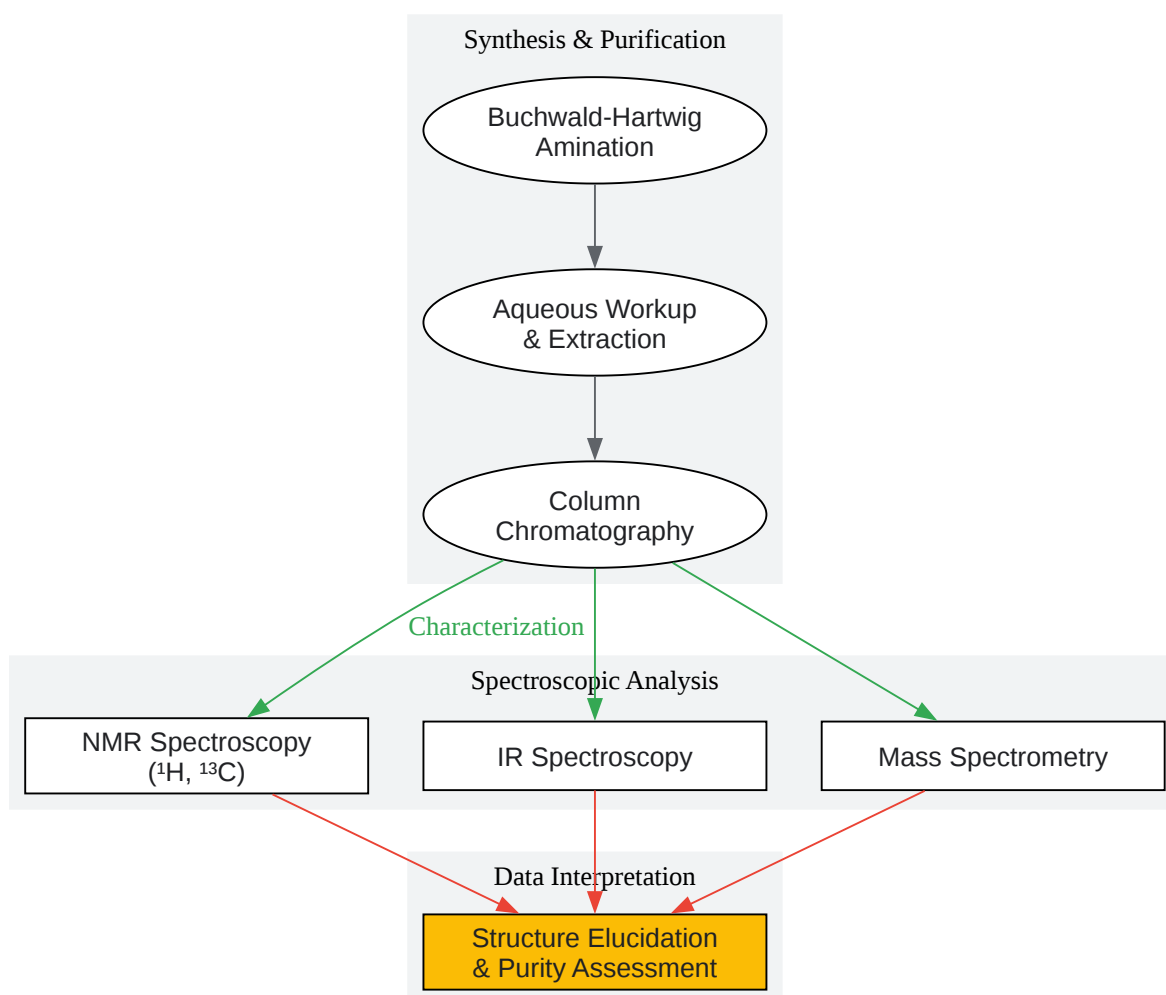 Synthesis & Purification
Buchwald-Hartwig
Amination
Aqueous Workup
& Extraction
Column
Chromatography
Characterization
Spectroscopic Analysis
NMR Spectroscopy
(¹H, ¹³C)
IR Spectroscopy
Mass Spectrometry
Data Interpretation
Structure Elucidation
& Purity Assessment